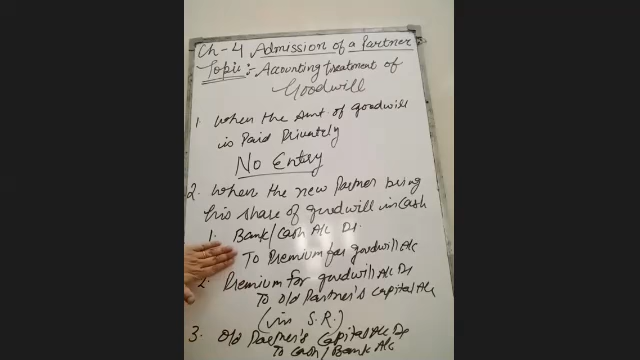 Ch-4 Admission of a Partner
Topic:- Accounting treatment of
Goodwill
1. When the Amt of goodwill
is Paid Privately
No Entry
2. When the new Partner bring
his share of goodwill in Cash
1. Bank/Cash A/c Dr.
To Premium for goodwill A/c
2. Premium for goodwill A/c Dr
To Old Partner's Capital A/c
(in S.R.)
3. Old Partner's Capital A/c Dr
To Cash/Bank A/c